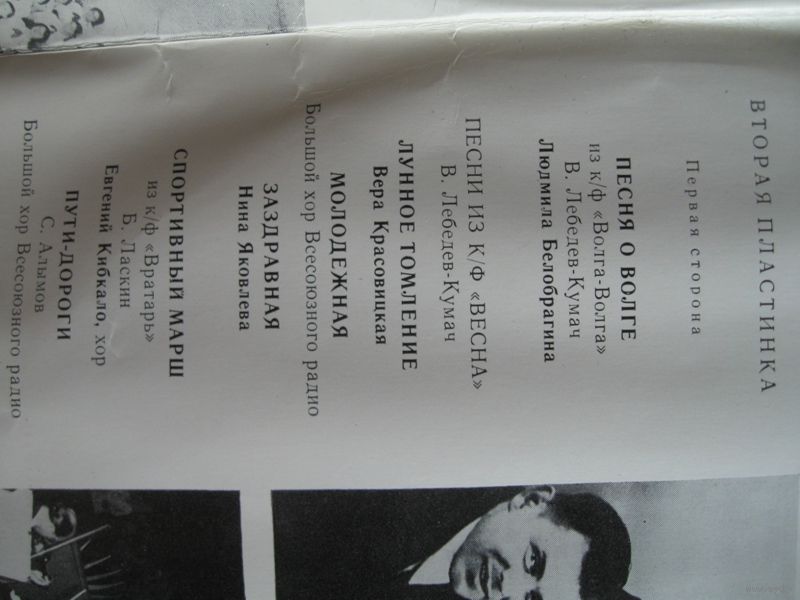 ВТОРАЯ ПЛАСТИНКА
Первая сторона
ПЕСНЯ О ВОЛГЕ
из к/ф «Волга-Волга»
В. Лебедев-Кумач
Людмила Белобрагина
ПЕСНИ ИЗ К/Ф «ВЕСНА»
В. Лебедев-Кумач
ЛУННОЕ ТОМЛЕНИЕ
Вера Красовицкая
МОЛОДЕЖНАЯ
Большой хор Всесоюзного радио
ЗАЗДРАВНАЯ
Нина Яковлева
СПОРТИВНЫЙ МАРШ
из к/ф «Вратарь»
Б. Ласкин
Евгений Кибкало, хор
ПУТИ-ДОРОГИ
С. Алымов
Большой хор Всесоюзного радио